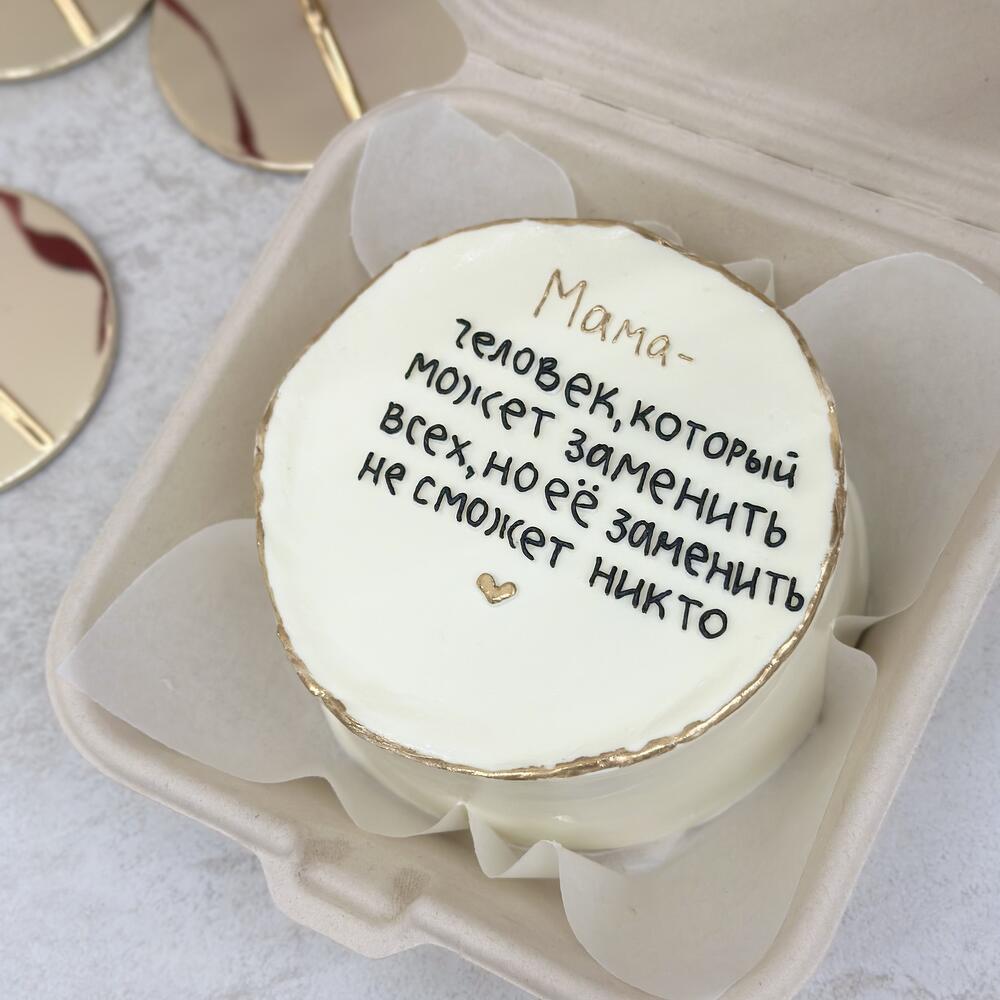 Мама-
человек, который
может заменить
всех, но её заменить
не сможет никто